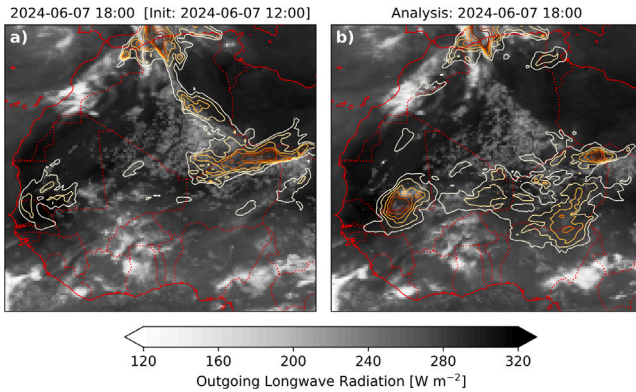 2024-06-07 18:00 [Init: 2024-06-07 12:00]
Analysis: 2024-06-07 18:00
a)
b)
120 160 200 240 280 320
Outgoing Longwave Radiation [W m⁻²]